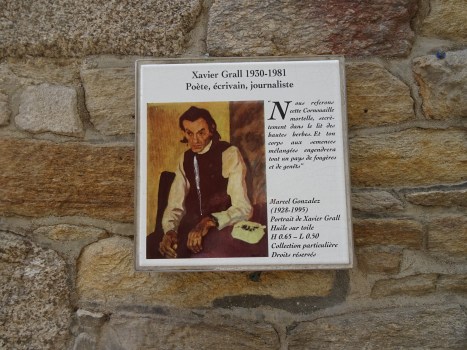 Xavier Grall 1930-1981
Poète, écrivain, journaliste
"Nous referons
cette Cornouaille
mortelle, secrè-
tement dans le lit des
hautes herbes. Et ton
corps aux semences
mélangées engendrera
tout un pays de fougères
et de genêts"
Marcel Gonzalez
(1928-1995)
Portrait de Xavier Grall
Huile sur toile
H 0.65 – L 0.50
Collection particulière
Droits réservés